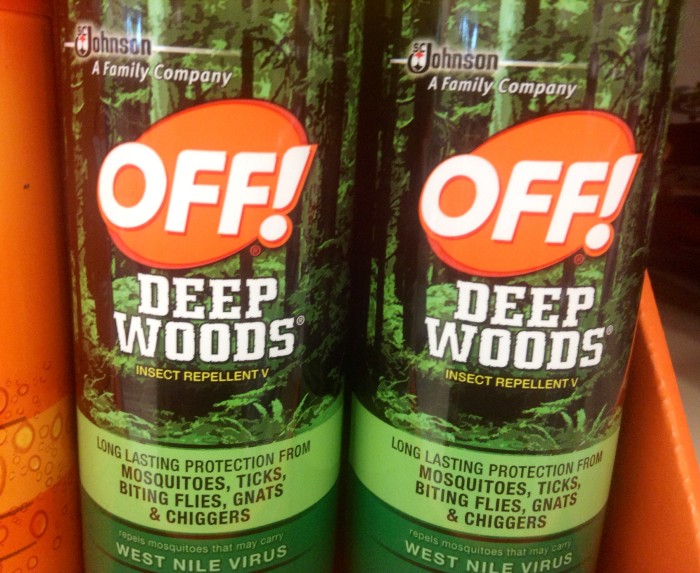 SC Johnson
A Family Company
OFF!®
DEEP
WOODS®
INSECT REPELLENT V
LONG LASTING PROTECTION FROM
MOSQUITOES, TICKS,
BITING FLIES, GNATS
& CHIGGERS
repels mosquitoes that may carry
WEST NILE VIRUS
SC Johnson
A Family Company
OFF!®
DEEP
WOODS®
INSECT REPELLENT V
LONG LASTING PROTECTION FROM
MOSQUITOES, TICKS,
BITING FLIES, GNATS
& CHIGGERS
repels mosquitoes that may carry
WEST NILE VIRUS